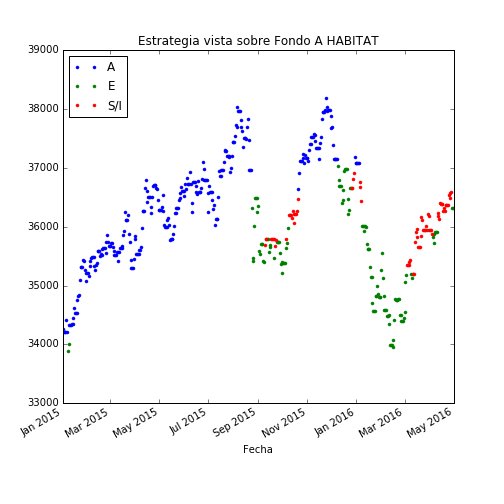 Estrategia vista sobre Fondo A HABITAT
39000
38000
37000
36000
35000
34000
33000
A
E
S/I
Jan 2015
Mar 2015
May 2015
Jul 2015
Sep 2015
Nov 2015
Jan 2016
Mar 2016
May 2016
Fecha